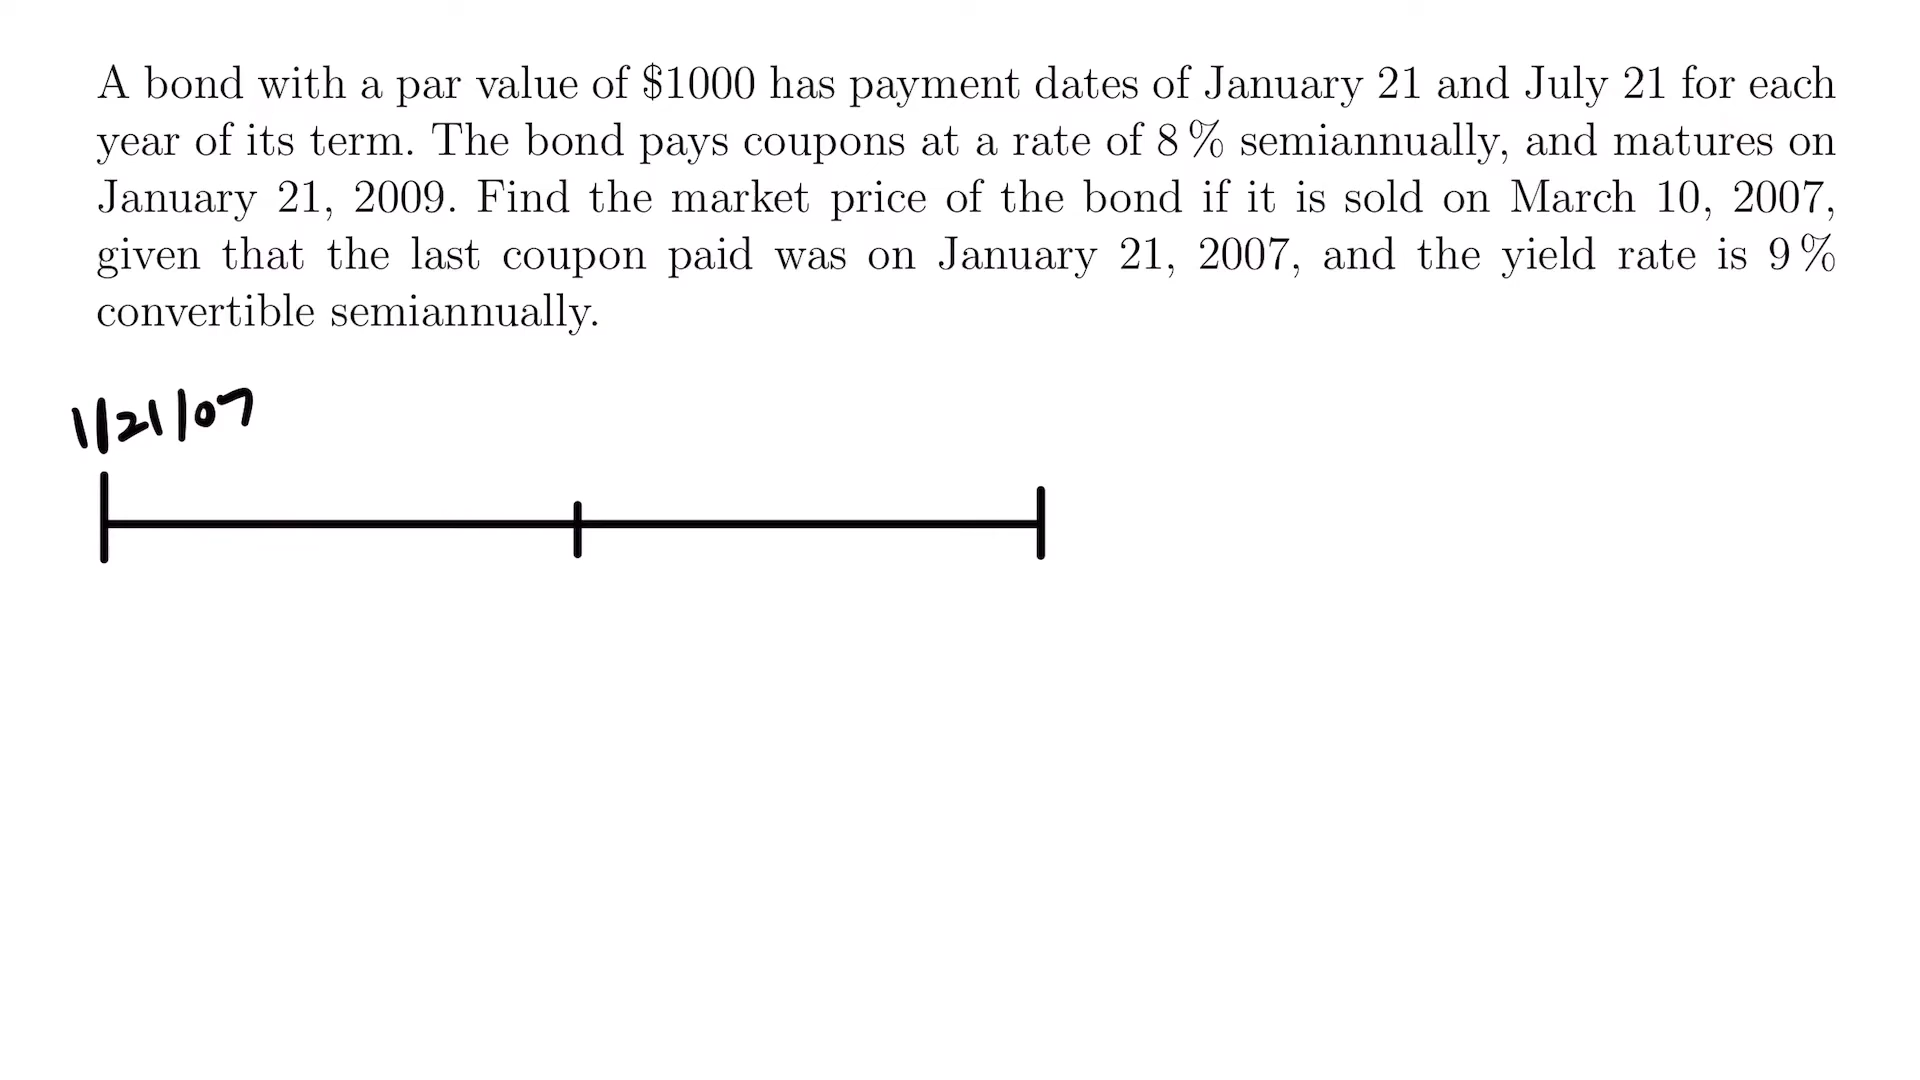 A bond with a par value of $1000 has payment dates of January 21 and July 21 for each
year of its term. The bond pays coupons at a rate of 8 % semiannually, and matures on
January 21, 2009. Find the market price of the bond if it is sold on March 10, 2007,
given that the last coupon paid was on January 21, 2007, and the yield rate is 9 %
convertible semiannually.
1/21/07